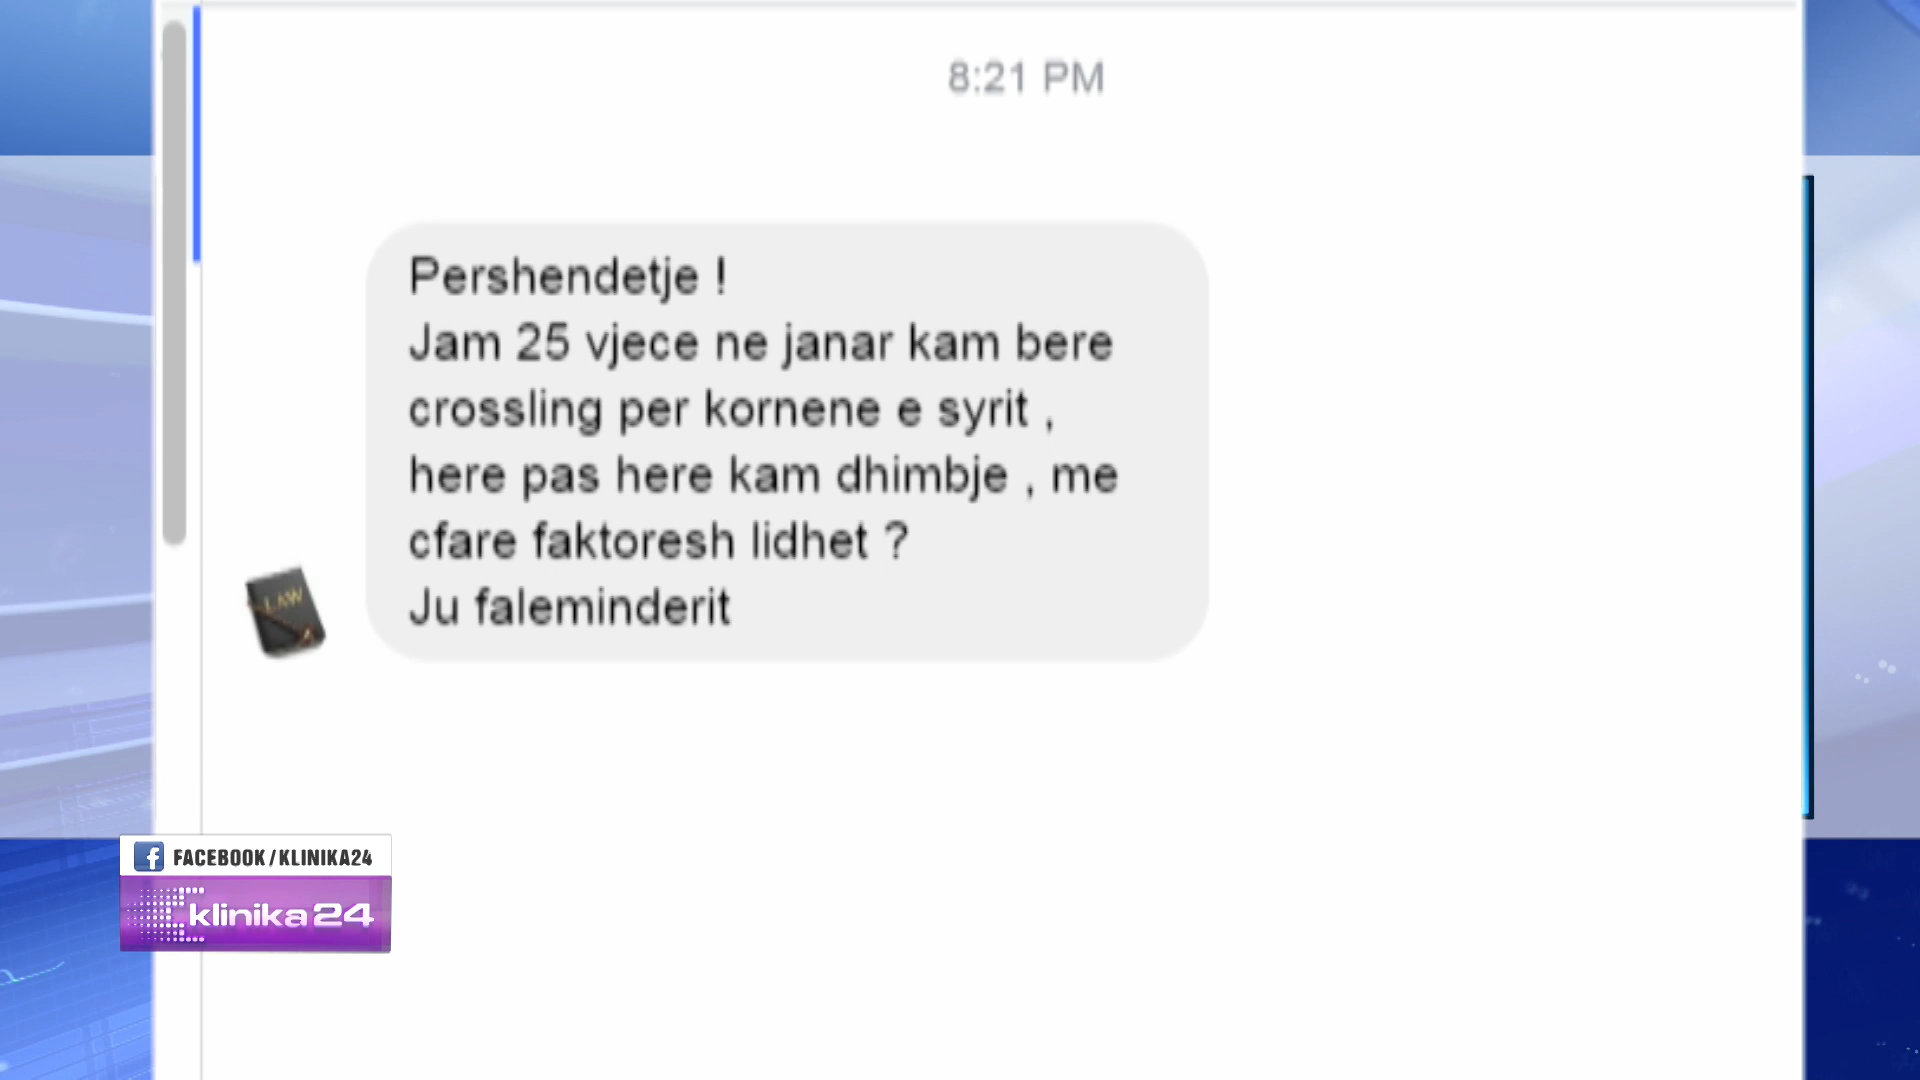 8:21 PM
Pershendetje !
Jam 25 vjece ne janar kam bere
crossling per kornene e syrit ,
here pas here kam dhimbje , me
cfare faktoresh lidhet ?
Ju faleminderit
LAW
FACEBOOK/KLINIKA24
klinika 24